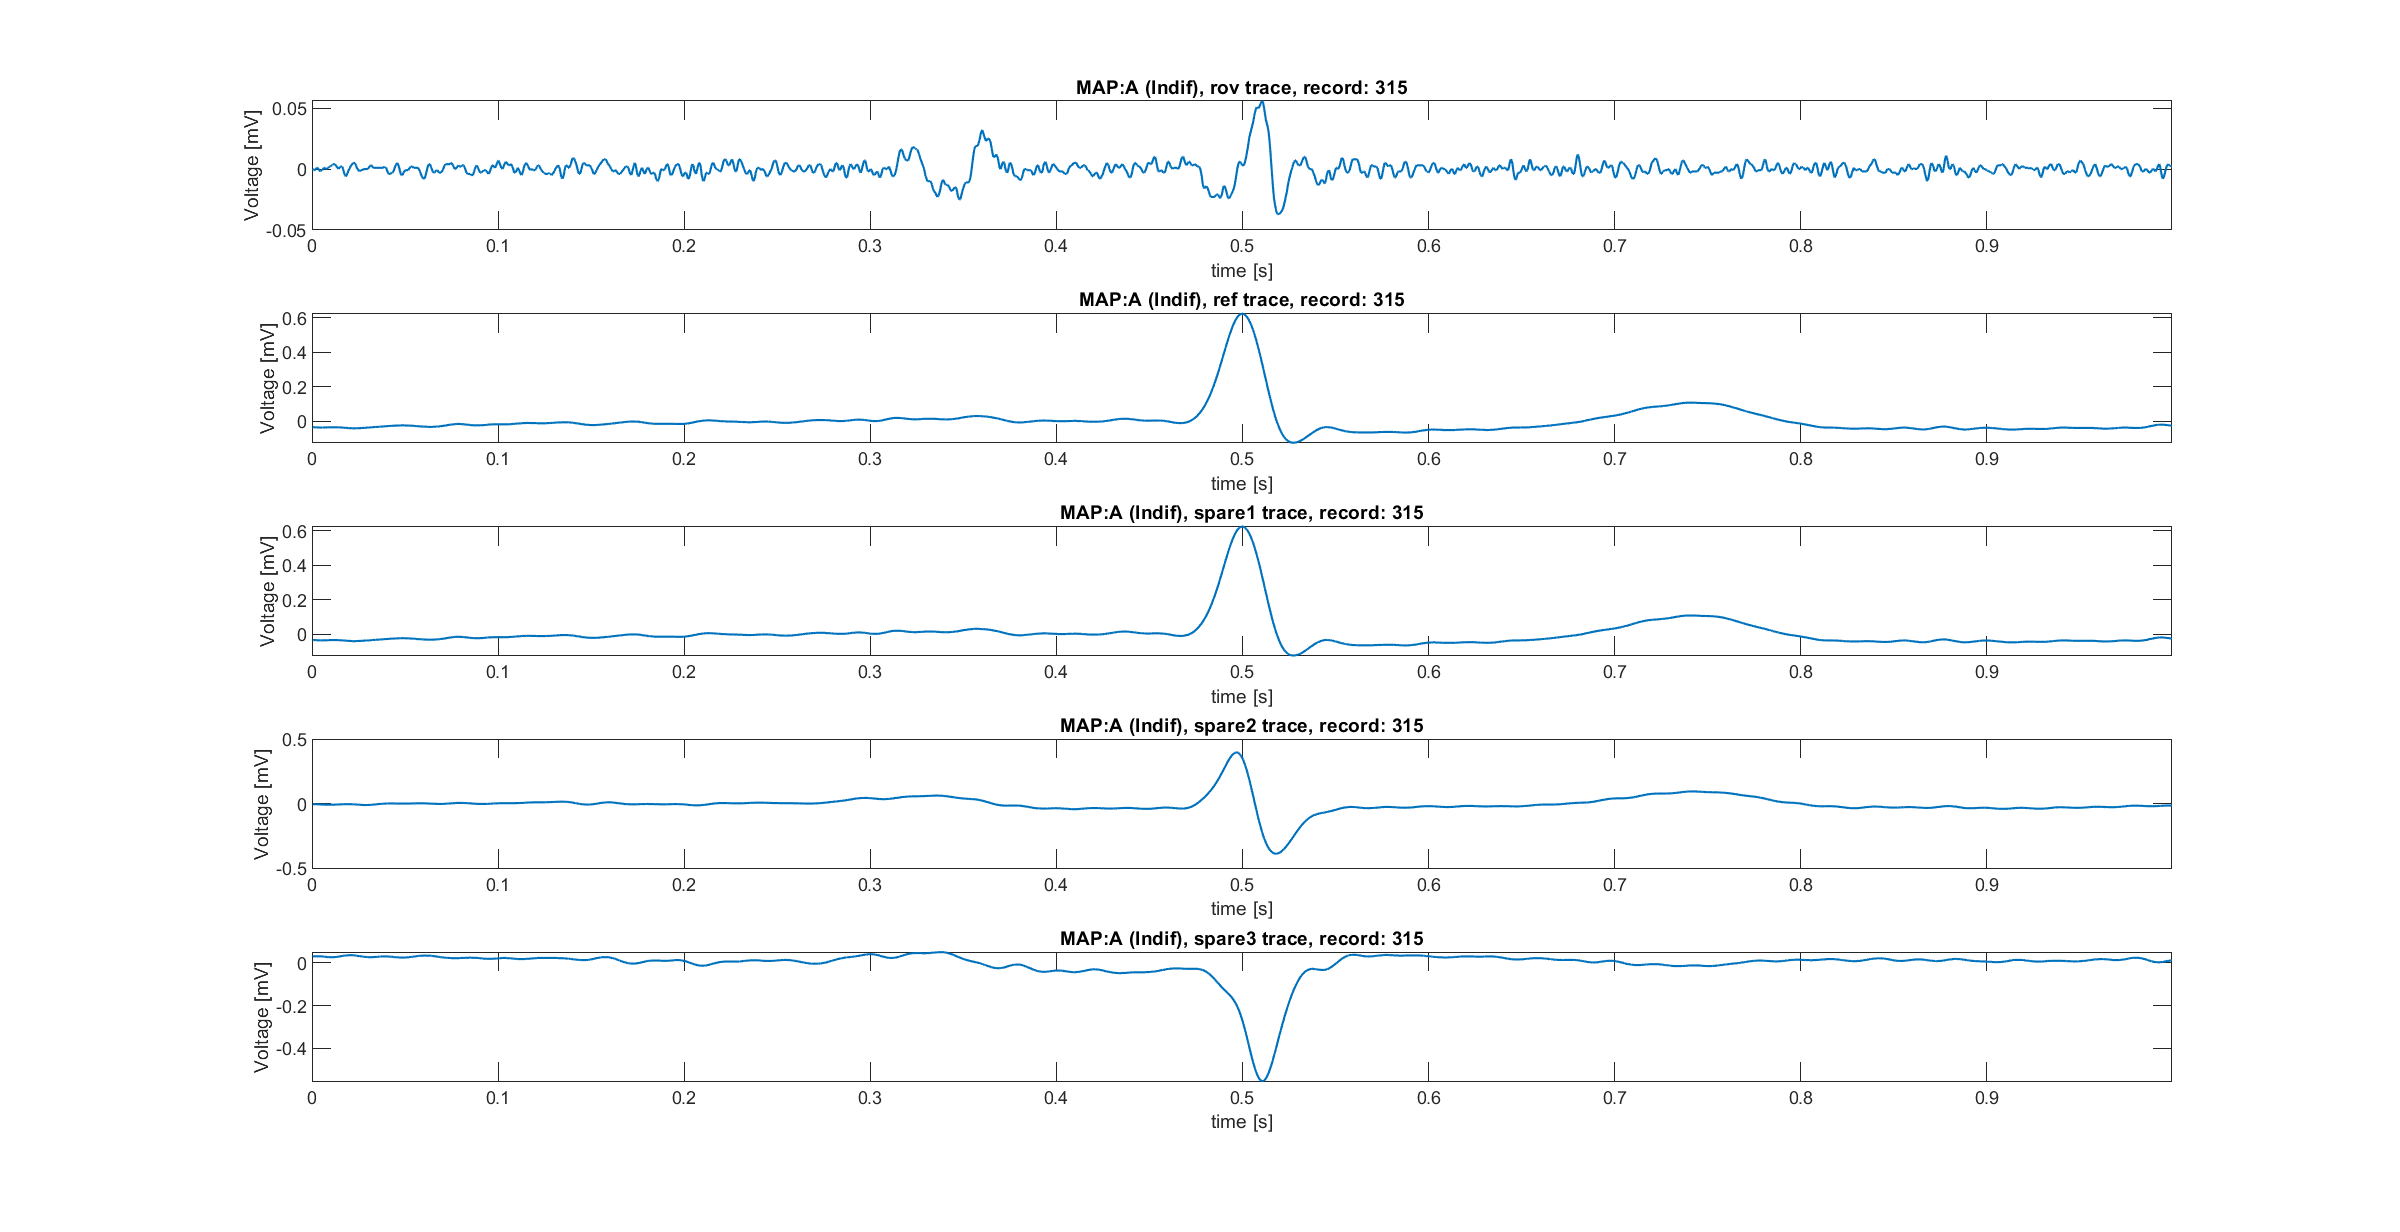 MAP:A (Indif), rov trace, record: 315
Voltage [mV]
0.05
0
-0.05
0 0.1 0.2 0.3 0.4 0.5 0.6 0.7 0.8 0.9
time [s]
MAP:A (Indif), ref trace, record: 315
Voltage [mV]
0.6
0.4
0.2
0
0 0.1 0.2 0.3 0.4 0.5 0.6 0.7 0.8 0.9
time [s]
MAP:A (Indif), spare1 trace, record: 315
Voltage [mV]
0.6
0.4
0.2
0
0 0.1 0.2 0.3 0.4 0.5 0.6 0.7 0.8 0.9
time [s]
MAP:A (Indif), spare2 trace, record: 315
Voltage [mV]
0.5
0
-0.5
0 0.1 0.2 0.3 0.4 0.5 0.6 0.7 0.8 0.9
time [s]
MAP:A (Indif), spare3 trace, record: 315
Voltage [mV]
0
-0.2
-0.4
0 0.1 0.2 0.3 0.4 0.5 0.6 0.7 0.8 0.9
time [s]